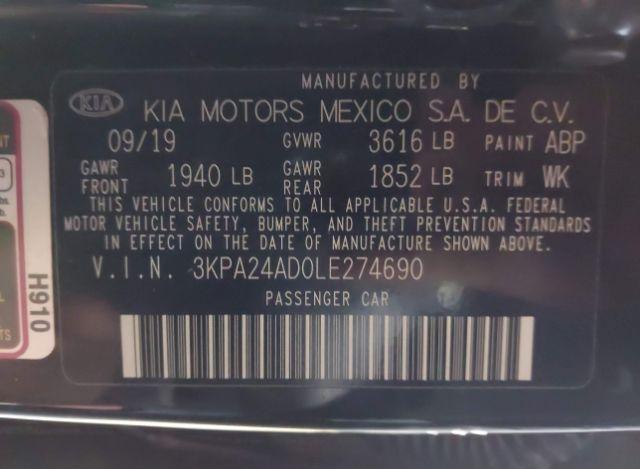 MANUFACTURED BY
KIA KIA MOTORS MEXICO S.A. DE C.V.
09/19 GVWR 3616 LB PAINT ABP
GAWR FRONT 1940 LB GAWR REAR 1852 LB TRIM WK
THIS VEHICLE CONFORMS TO ALL APPLICABLE U.S.A. FEDERAL
MOTOR VEHICLE SAFETY, BUMPER, AND THEFT PREVENTION STANDARDS
IN EFFECT ON THE DATE OF MANUFACTURE SHOWN ABOVE.
V.I.N. 3KPA24AD0LE274690
PASSENGER CAR
H910